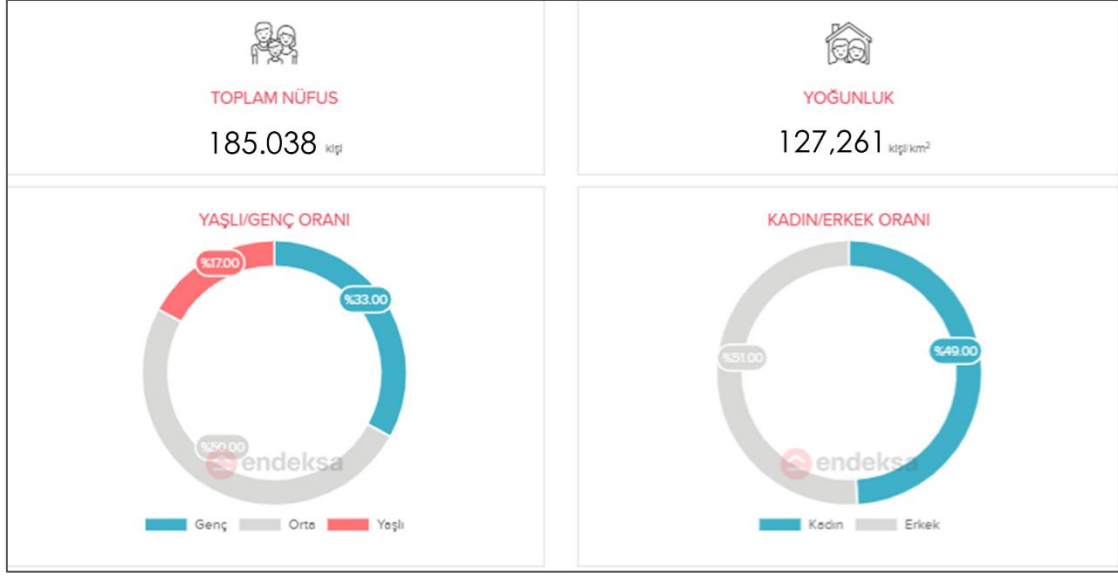 TOPLAM NÜFUS
185.038 kişi
YOĞUNLUK
127,261 kişi/km²
YAŞLI/GENÇ ORANI
%17.00
%33.00
%50.00
endeksa
Genç Orta Yaşlı
KADIN/ERKEK ORANI
%51.00
%49.00
endeksa
Kadın Erkek